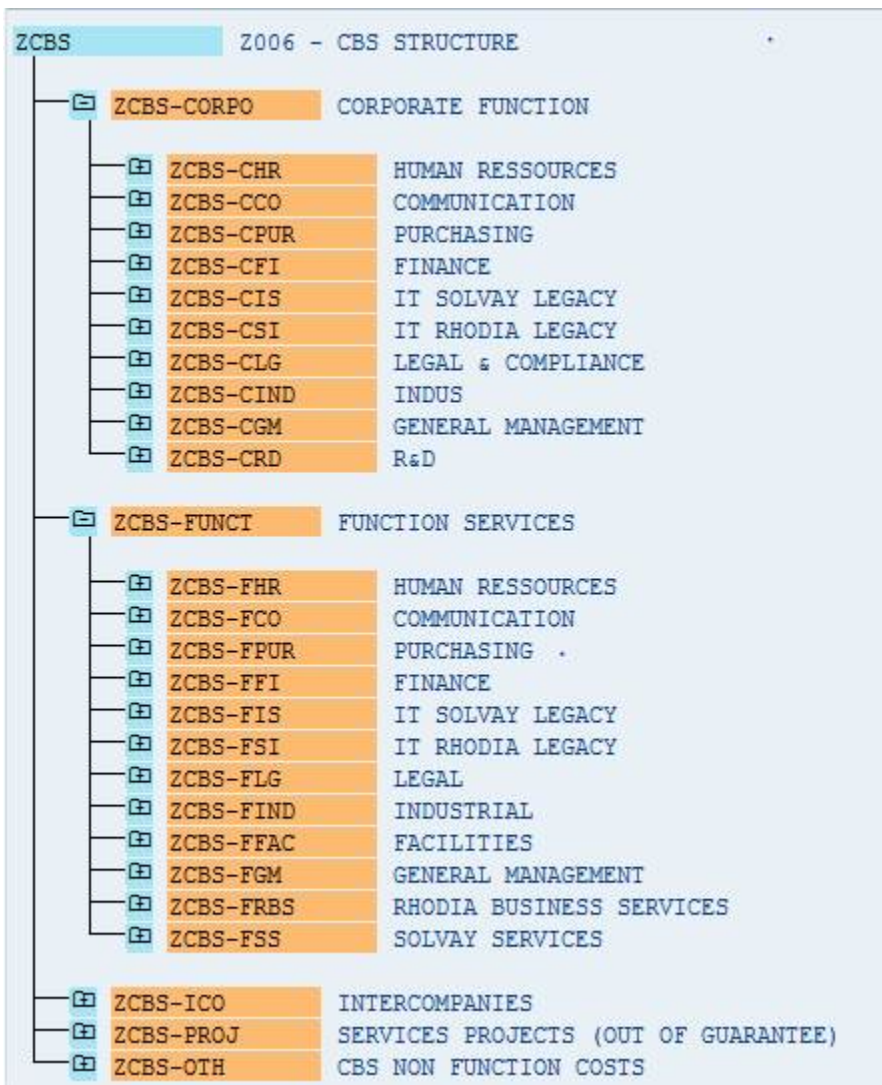 ZCBS Z006 - CBS STRUCTURE
ZCBS-CORPO CORPORATE FUNCTION
ZCBS-CHR HUMAN RESSOURCES
ZCBS-CCO COMMUNICATION
ZCBS-CPUR PURCHASING
ZCBS-CFI FINANCE
ZCBS-CIS IT SOLVAY LEGACY
ZCBS-CSI IT RHODIA LEGACY
ZCBS-CLG LEGAL & COMPLIANCE
ZCBS-CIND INDUS
ZCBS-CGM GENERAL MANAGEMENT
ZCBS-CRD R&D
ZCBS-FUNCT FUNCTION SERVICES
ZCBS-FHR HUMAN RESSOURCES
ZCBS-FCO COMMUNICATION
ZCBS-FPUR PURCHASING
ZCBS-FFI FINANCE
ZCBS-FIS IT SOLVAY LEGACY
ZCBS-FSI IT RHODIA LEGACY
ZCBS-FLG LEGAL
ZCBS-FIND INDUSTRIAL
ZCBS-FFAC FACILITIES
ZCBS-FGM GENERAL MANAGEMENT
ZCBS-FRBS RHODIA BUSINESS SERVICES
ZCBS-FSS SOLVAY SERVICES
ZCBS-ICO INTERCOMPANIES
ZCBS-PROJ SERVICES PROJECTS (OUT OF GUARANTEE)
ZCBS-OTH CBS NON FUNCTION COSTS